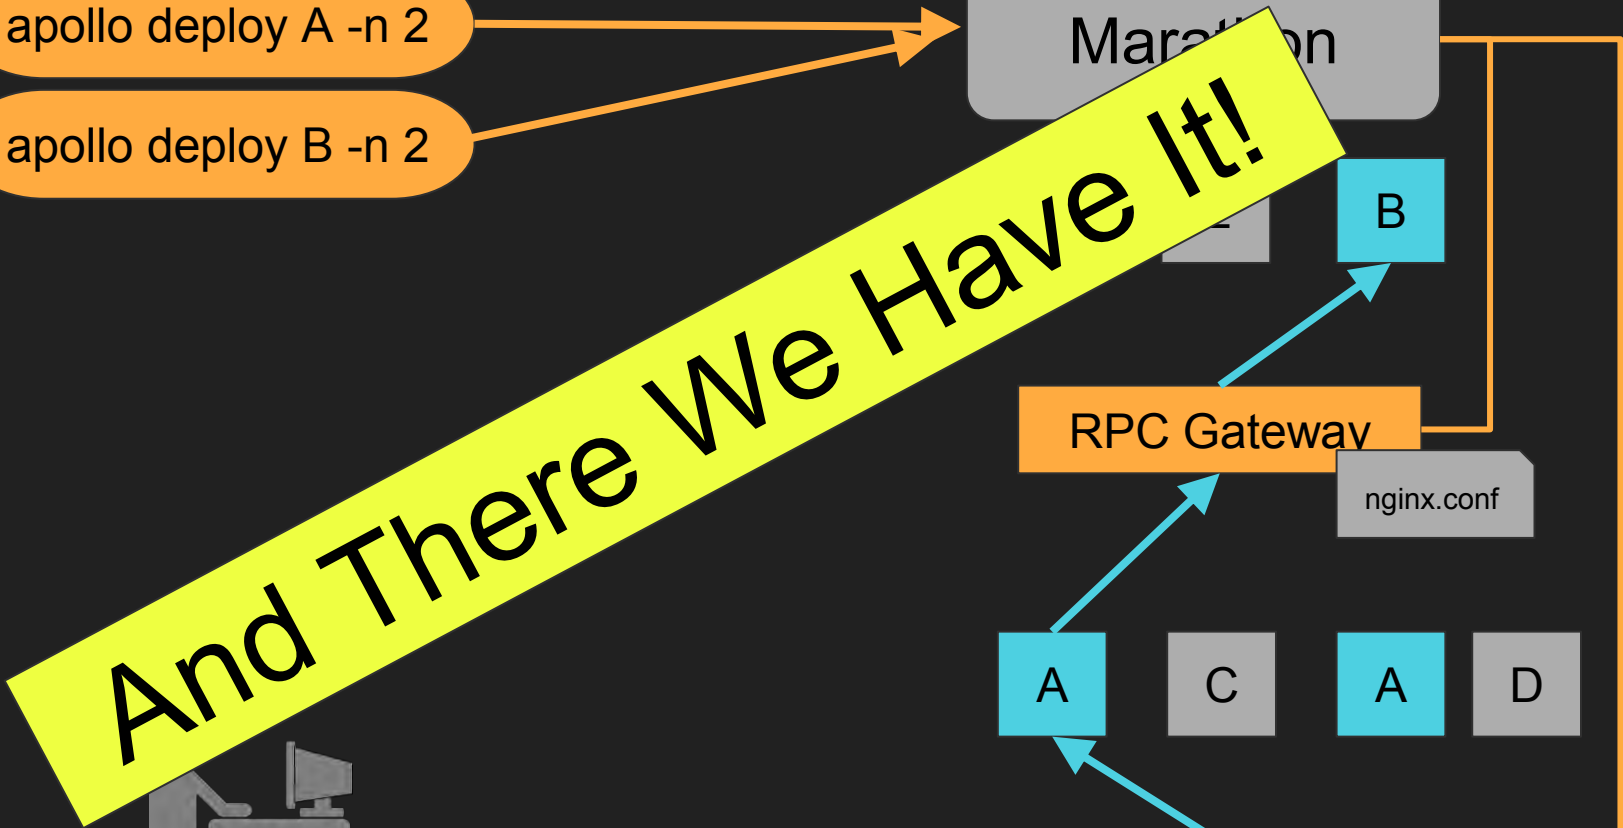 apollo deploy A -n 2
apollo deploy B -n 2
And There We Have It!
B
RPC Gateway
nginx.conf
A
C
A
D